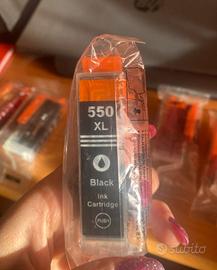 550
XL
Black
Ink
Cartridge
PUSH
subito